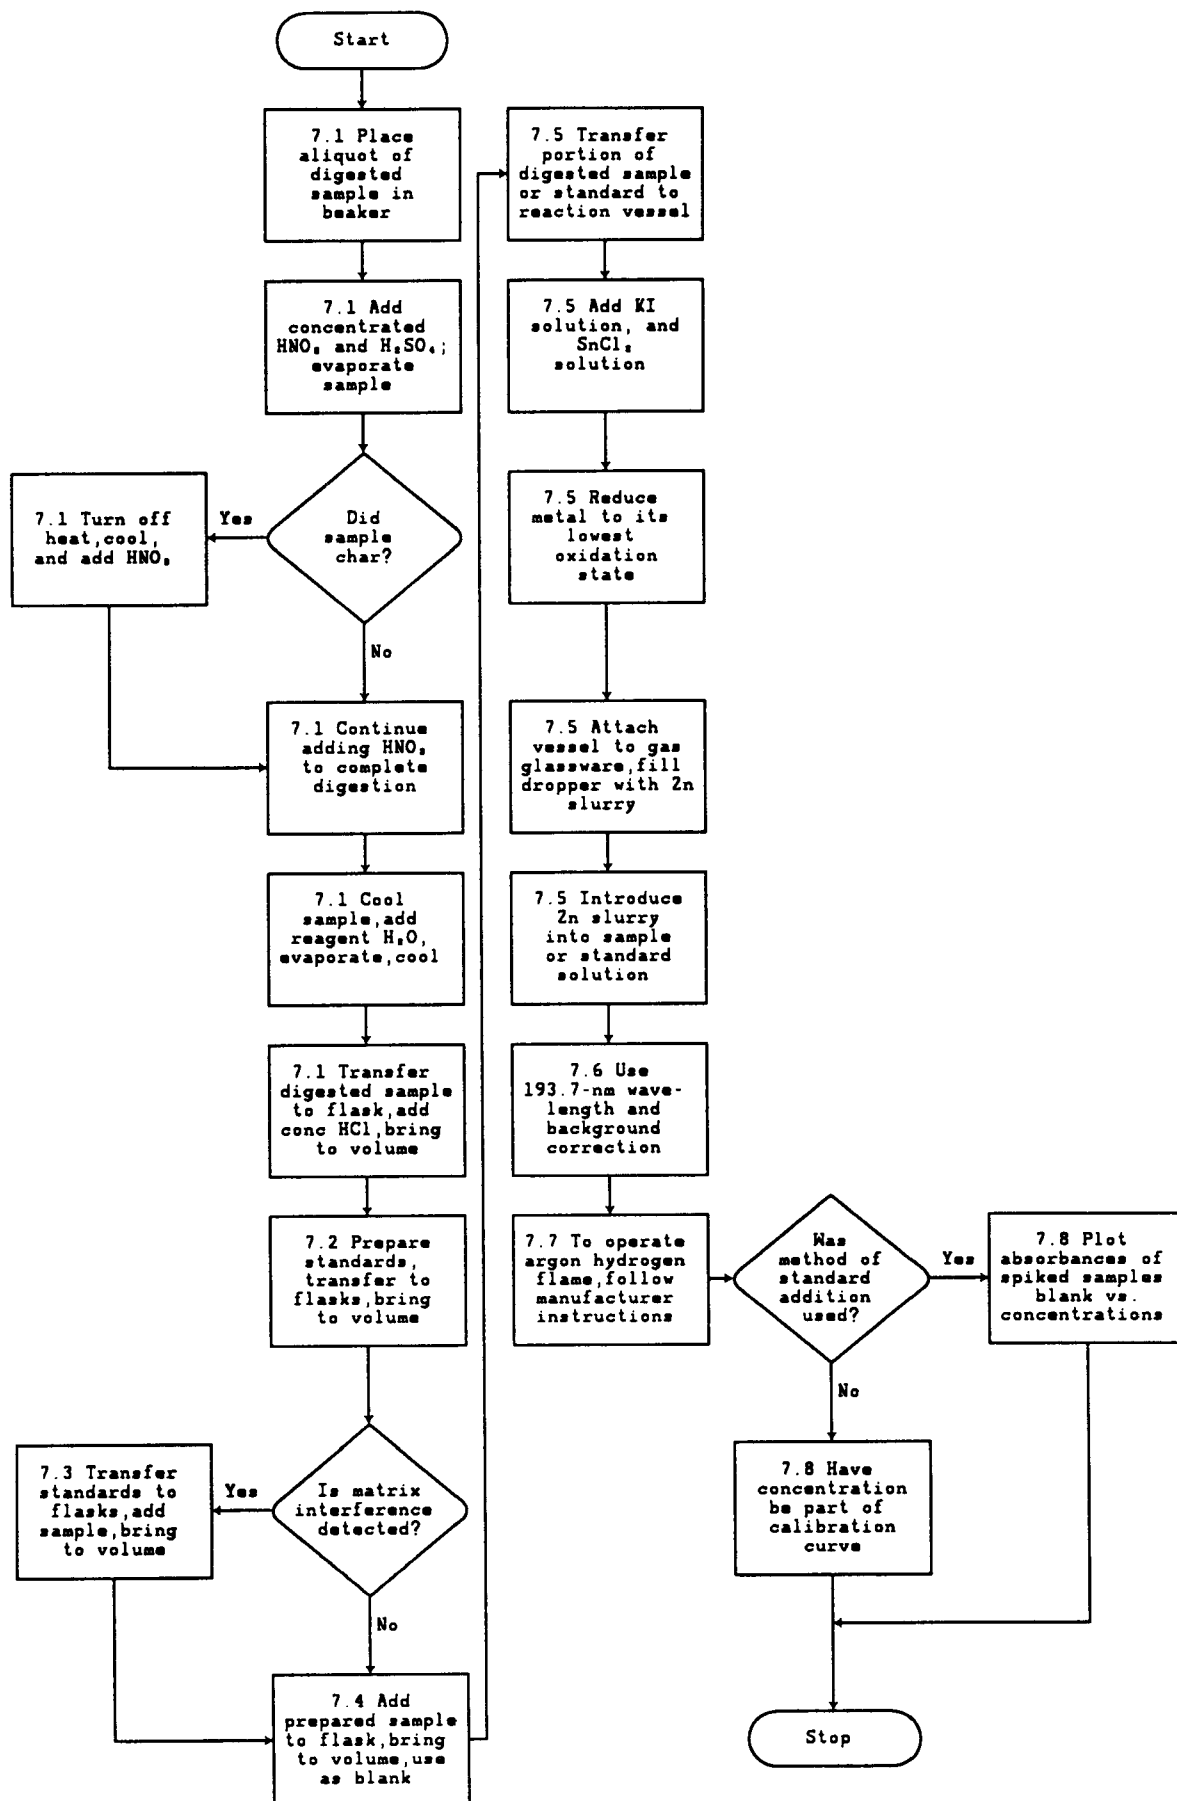 Start
7.1 Place
aliquot of
digested
sample in
beaker
7.1 Add
concentrated
HNO₃ and H₂SO₄;
evaporate
sample
Did
sample
char?
Yes
7.1 Turn off
heat,cool,
and add HNO₃
No
7.1 Continue
adding HNO₃
to complete
digestion
7.1 Cool
sample,add
reagent H₂O,
evaporate,cool
7.1 Transfer
digested sample
to flask,add
conc HCl,bring
to volume
7.2 Prepare
standards,
transfer to
flasks,bring
to volume
Is matrix
interference
detected?
Yes
7.3 Transfer
standards to
flasks,add
sample,bring
to volume
No
7.4 Add
prepared sample
to flask,bring
to volume,use
as blank
7.5 Transfer
portion of
digested sample
or standard to
reaction vessel
7.5 Add KI
solution, and
SnCl₂
solution
7.5 Reduce
metal to its
lowest
oxidation
state
7.5 Attach
vessel to gas
glassware,fill
dropper with 2n
slurry
7.5 Introduce
2n slurry
into sample
or standard
solution
7.6 Use
193.7-nm wave-
length and
background
correction
7.7 To operate
argon hydrogen
flame,follow
manufacturer
instructions
Was
method of
standard
addition
used?
Yes
7.8 Plot
absorbances of
spiked samples
blank vs.
concentrations
No
7.8 Have
concentration
be part of
calibration
curve
Stop